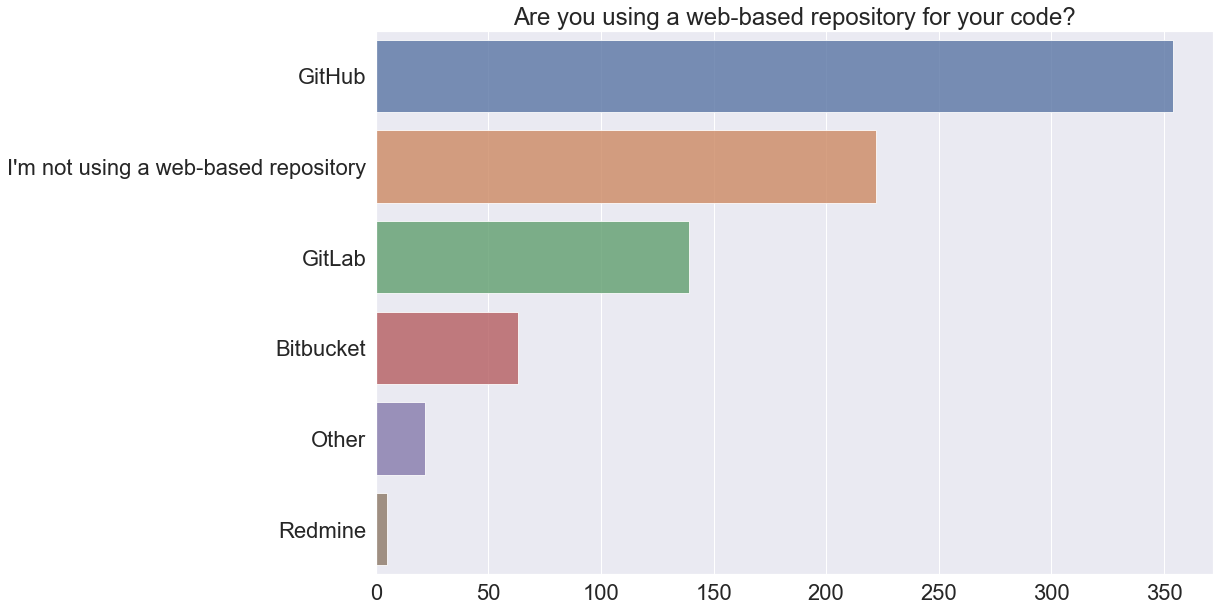 Are you using a web-based repository for your code?
GitHub
I'm not using a web-based repository
GitLab
Bitbucket
Other
Redmine
0 50 100 150 200 250 300 350